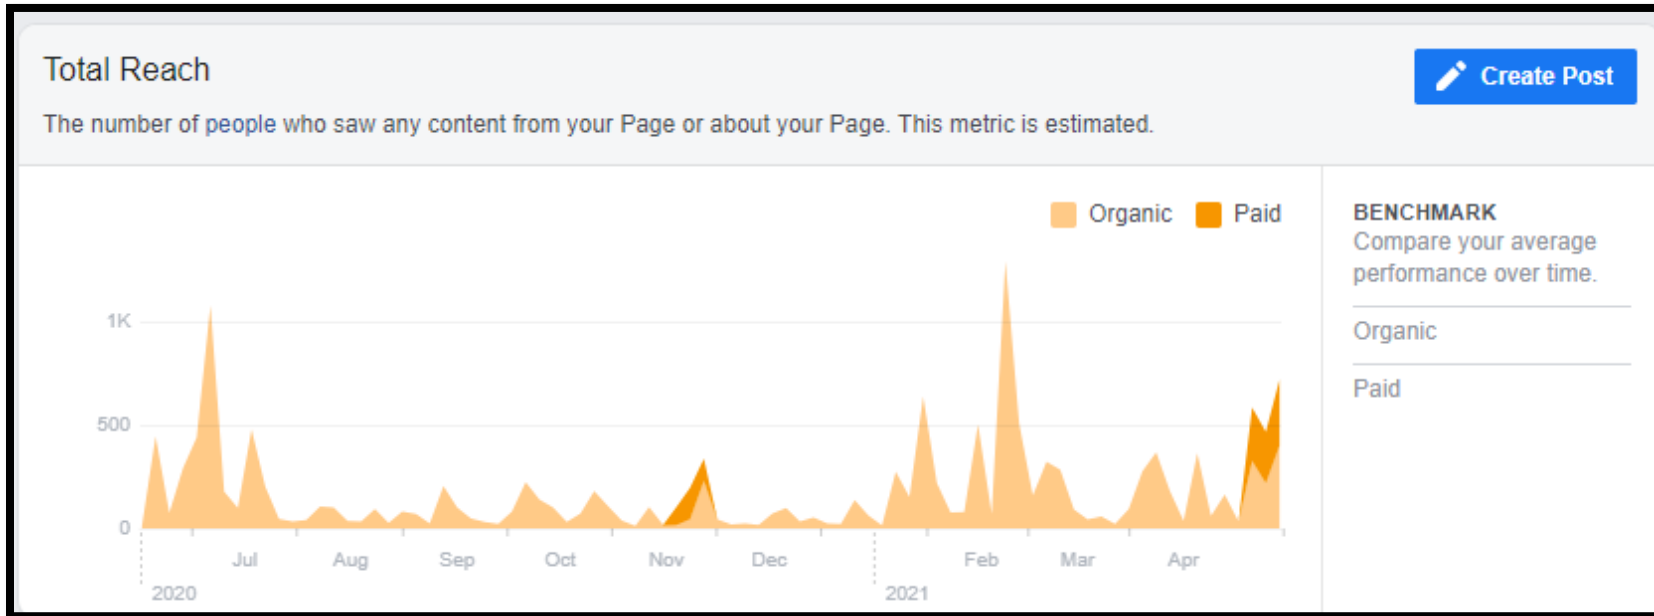 Total Reach
Create Post
The number of people who saw any content from your Page or about your Page. This metric is estimated.
Organic Paid
BENCHMARK
Compare your average
performance over time.
Organic
Paid
1K
500
0
Jul Aug Sep Oct Nov Dec Feb Mar Apr
2020 2021